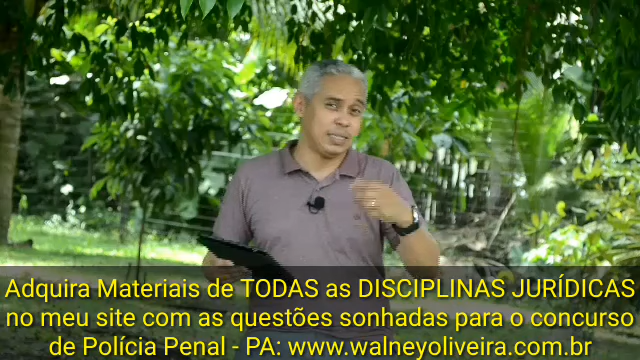 Adquira Materiais de TODAS as DISCIPLINAS JURÍDICAS
no meu site com as questões sonhadas para o concurso
de Polícia Penal - PA: www.walneyoliveira.com.br